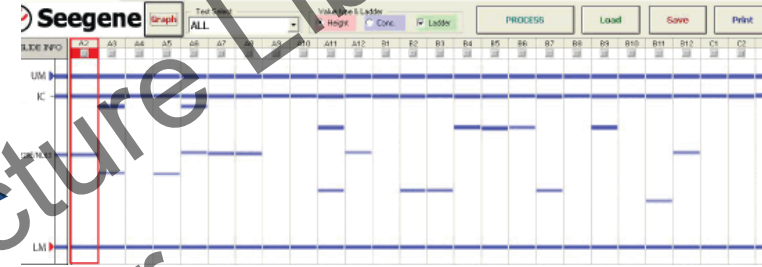 Seegene Graph Text Select ALL Value type & Ladder Height Conc. Ladder PROCESS Load Save Print
SLIDE INFO A2 A3 A4 A5 A6 A7 A8 A9 A10 A11 A12 B1 B2 B3 B4 B5 B6 B7 B8 B9 B10 B11 B12 C1 C2
UM
IC
LM